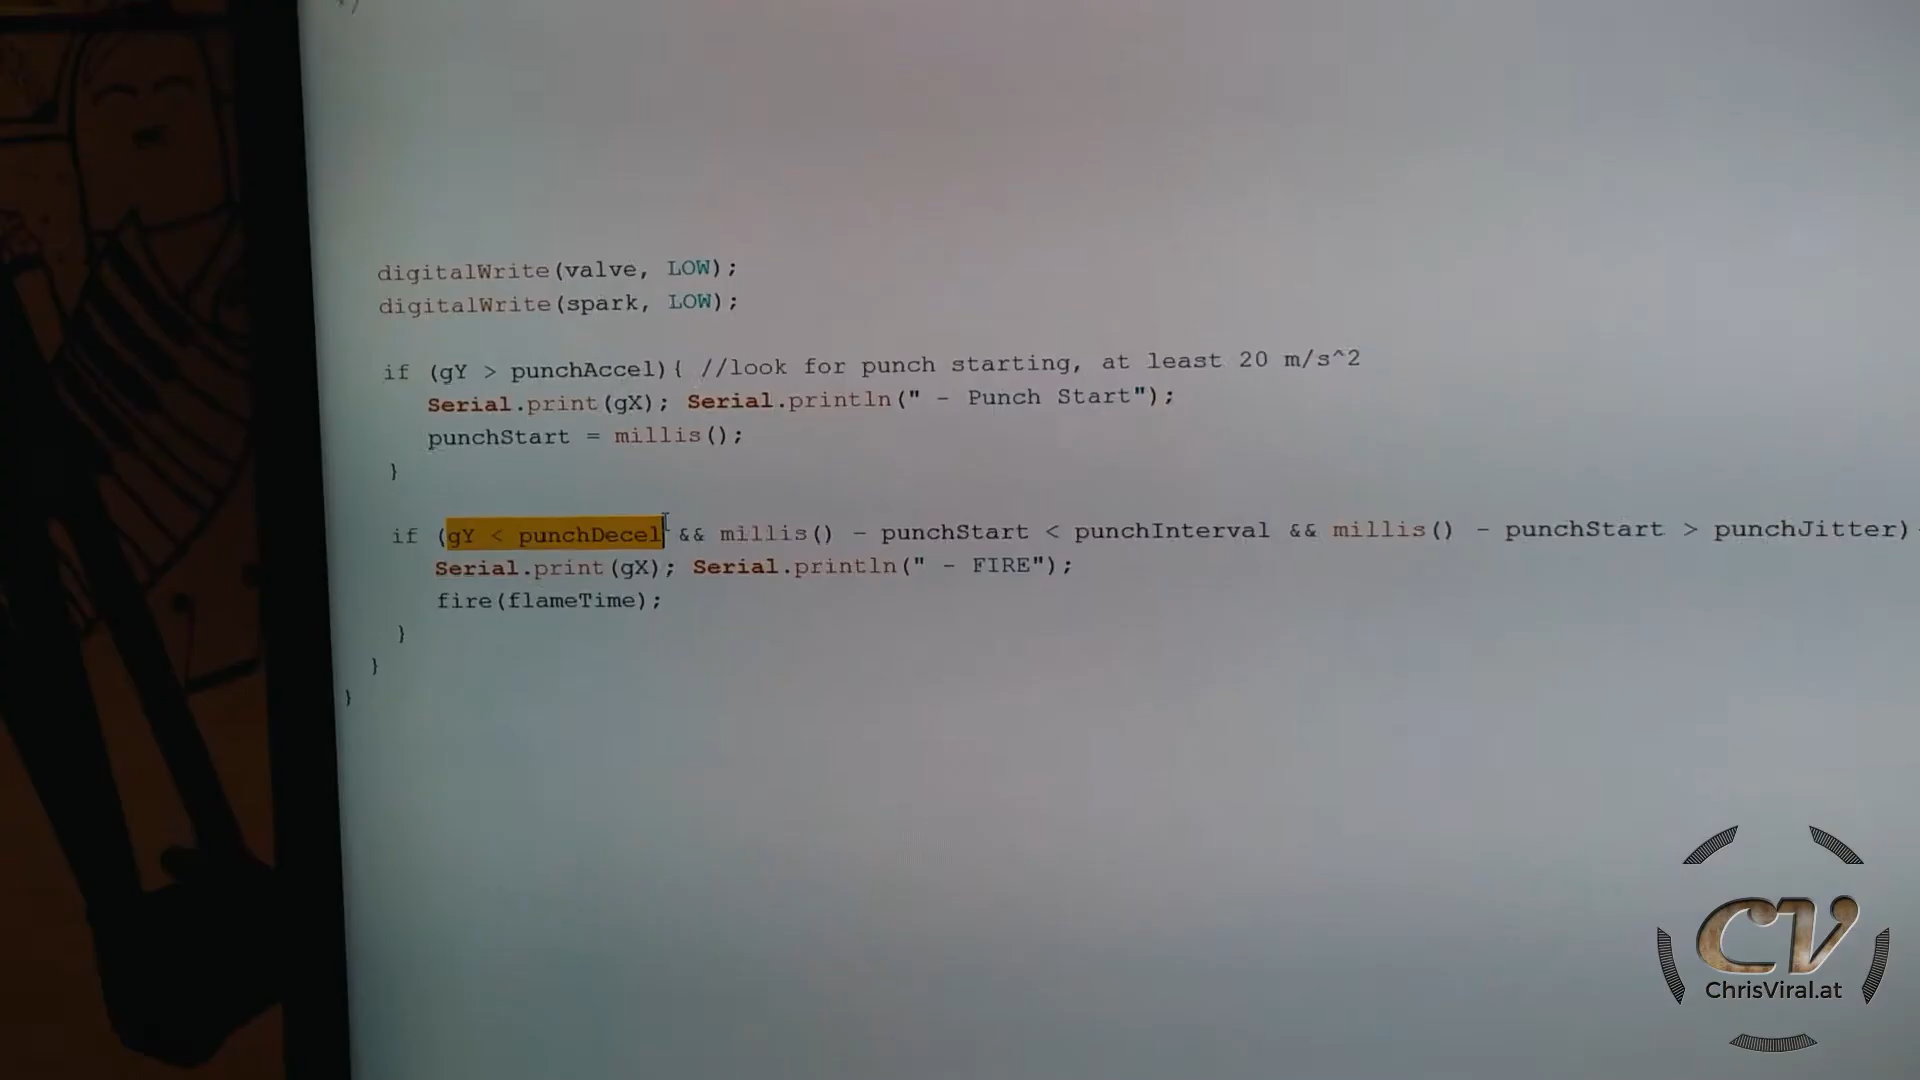 */
digitalWrite(valve, LOW);
digitalWrite(spark, LOW);
if (gY > punchAccel){ //look for punch starting, at least 20 m/s^2
Serial.print(gX); Serial.println(" - Punch Start");
punchStart = millis();
}
if (gY < punchDecel && millis() - punchStart < punchInterval && millis() - punchStart > punchJitter)
Serial.print(gX); Serial.println(" - FIRE");
fire(flameTime);
}
}
}
CV
ChrisViral.at